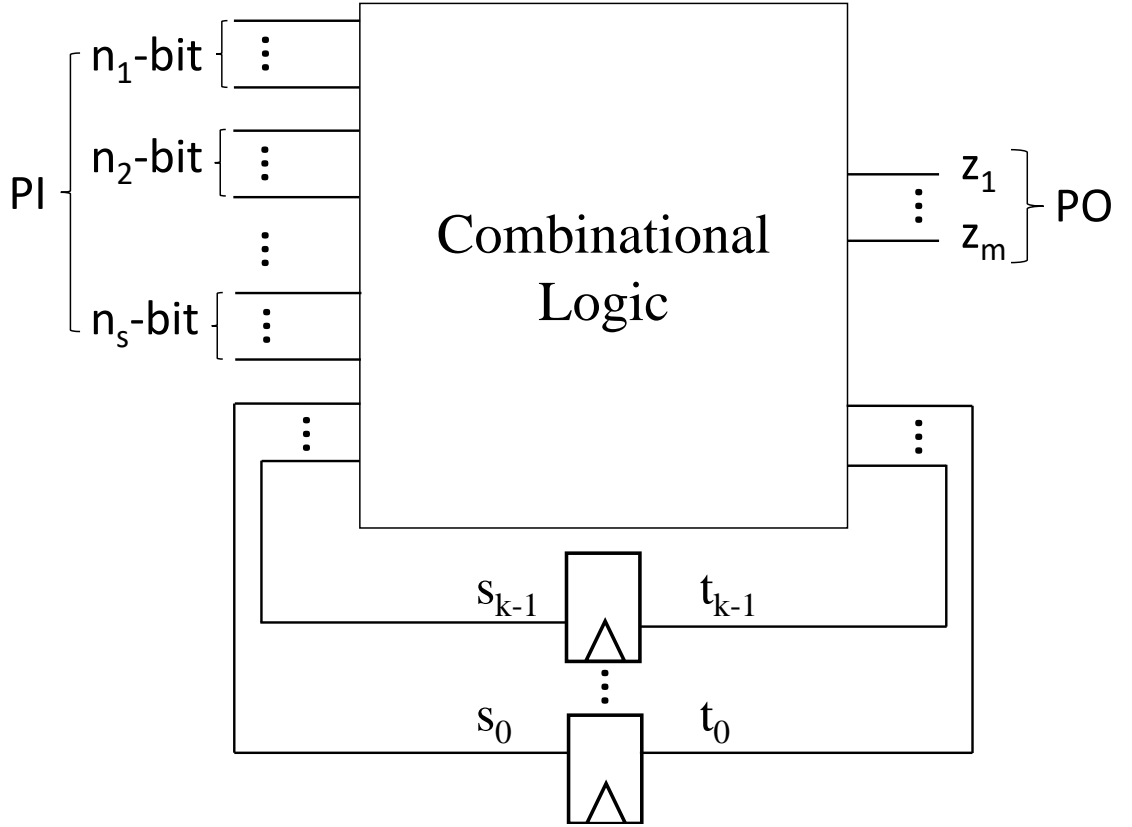 n₁-bit
n₂-bit
PI
nₛ-bit
Combinational
Logic
z₁
zₘ
PO
sₖ₋₁
tₖ₋₁
s₀
t₀